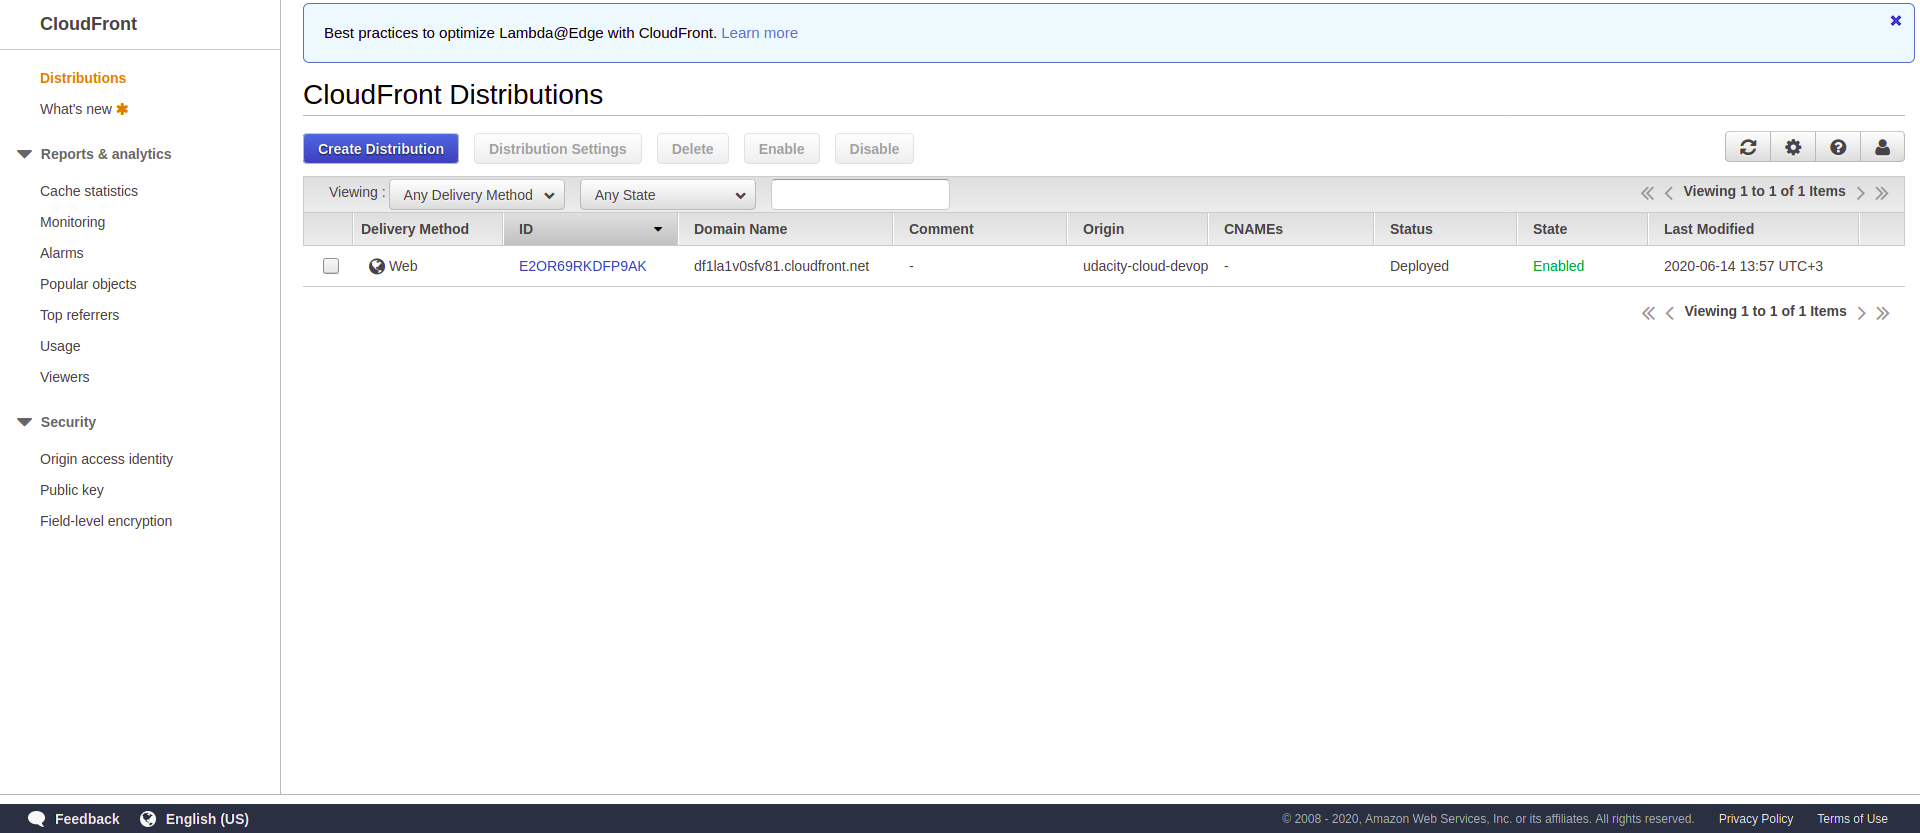 CloudFront
Distributions
What's new
Reports & analytics
Cache statistics
Monitoring
Alarms
Popular objects
Top referrers
Usage
Viewers
Security
Origin access identity
Public key
Field-level encryption
Best practices to optimize Lambda@Edge with CloudFront. Learn more
CloudFront Distributions
Create Distribution Distribution Settings Delete Enable Disable
Viewing : Any Delivery Method Any State Viewing 1 to 1 of 1 Items
Delivery Method ID Domain Name Comment Origin CNAMEs Status State Last Modified
Web E2OR69RKDFP9AK df1la1v0sfv81.cloudfront.net - udacity-cloud-devop - Deployed Enabled 2020-06-14 13:57 UTC+3
Viewing 1 to 1 of 1 Items
Feedback English (US) © 2008 - 2020, Amazon Web Services, Inc. or its affiliates. All rights reserved. Privacy Policy Terms of Use